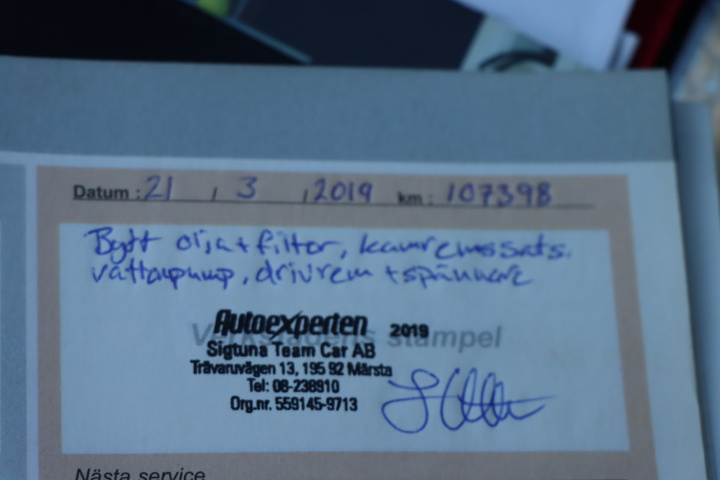 Datum : 21 / 3 / 2019 km : 107398
Bytt olja + filter, kamremssats.
vattenpump, drivrem + spännare
Autoexperten 2019
Verkstadens stampel
Sigtuna Team Car AB
Trävaruvägen 13, 195 92 Märsta
Tel: 08-238910
Org.nr. 559145-9713
Nästa service